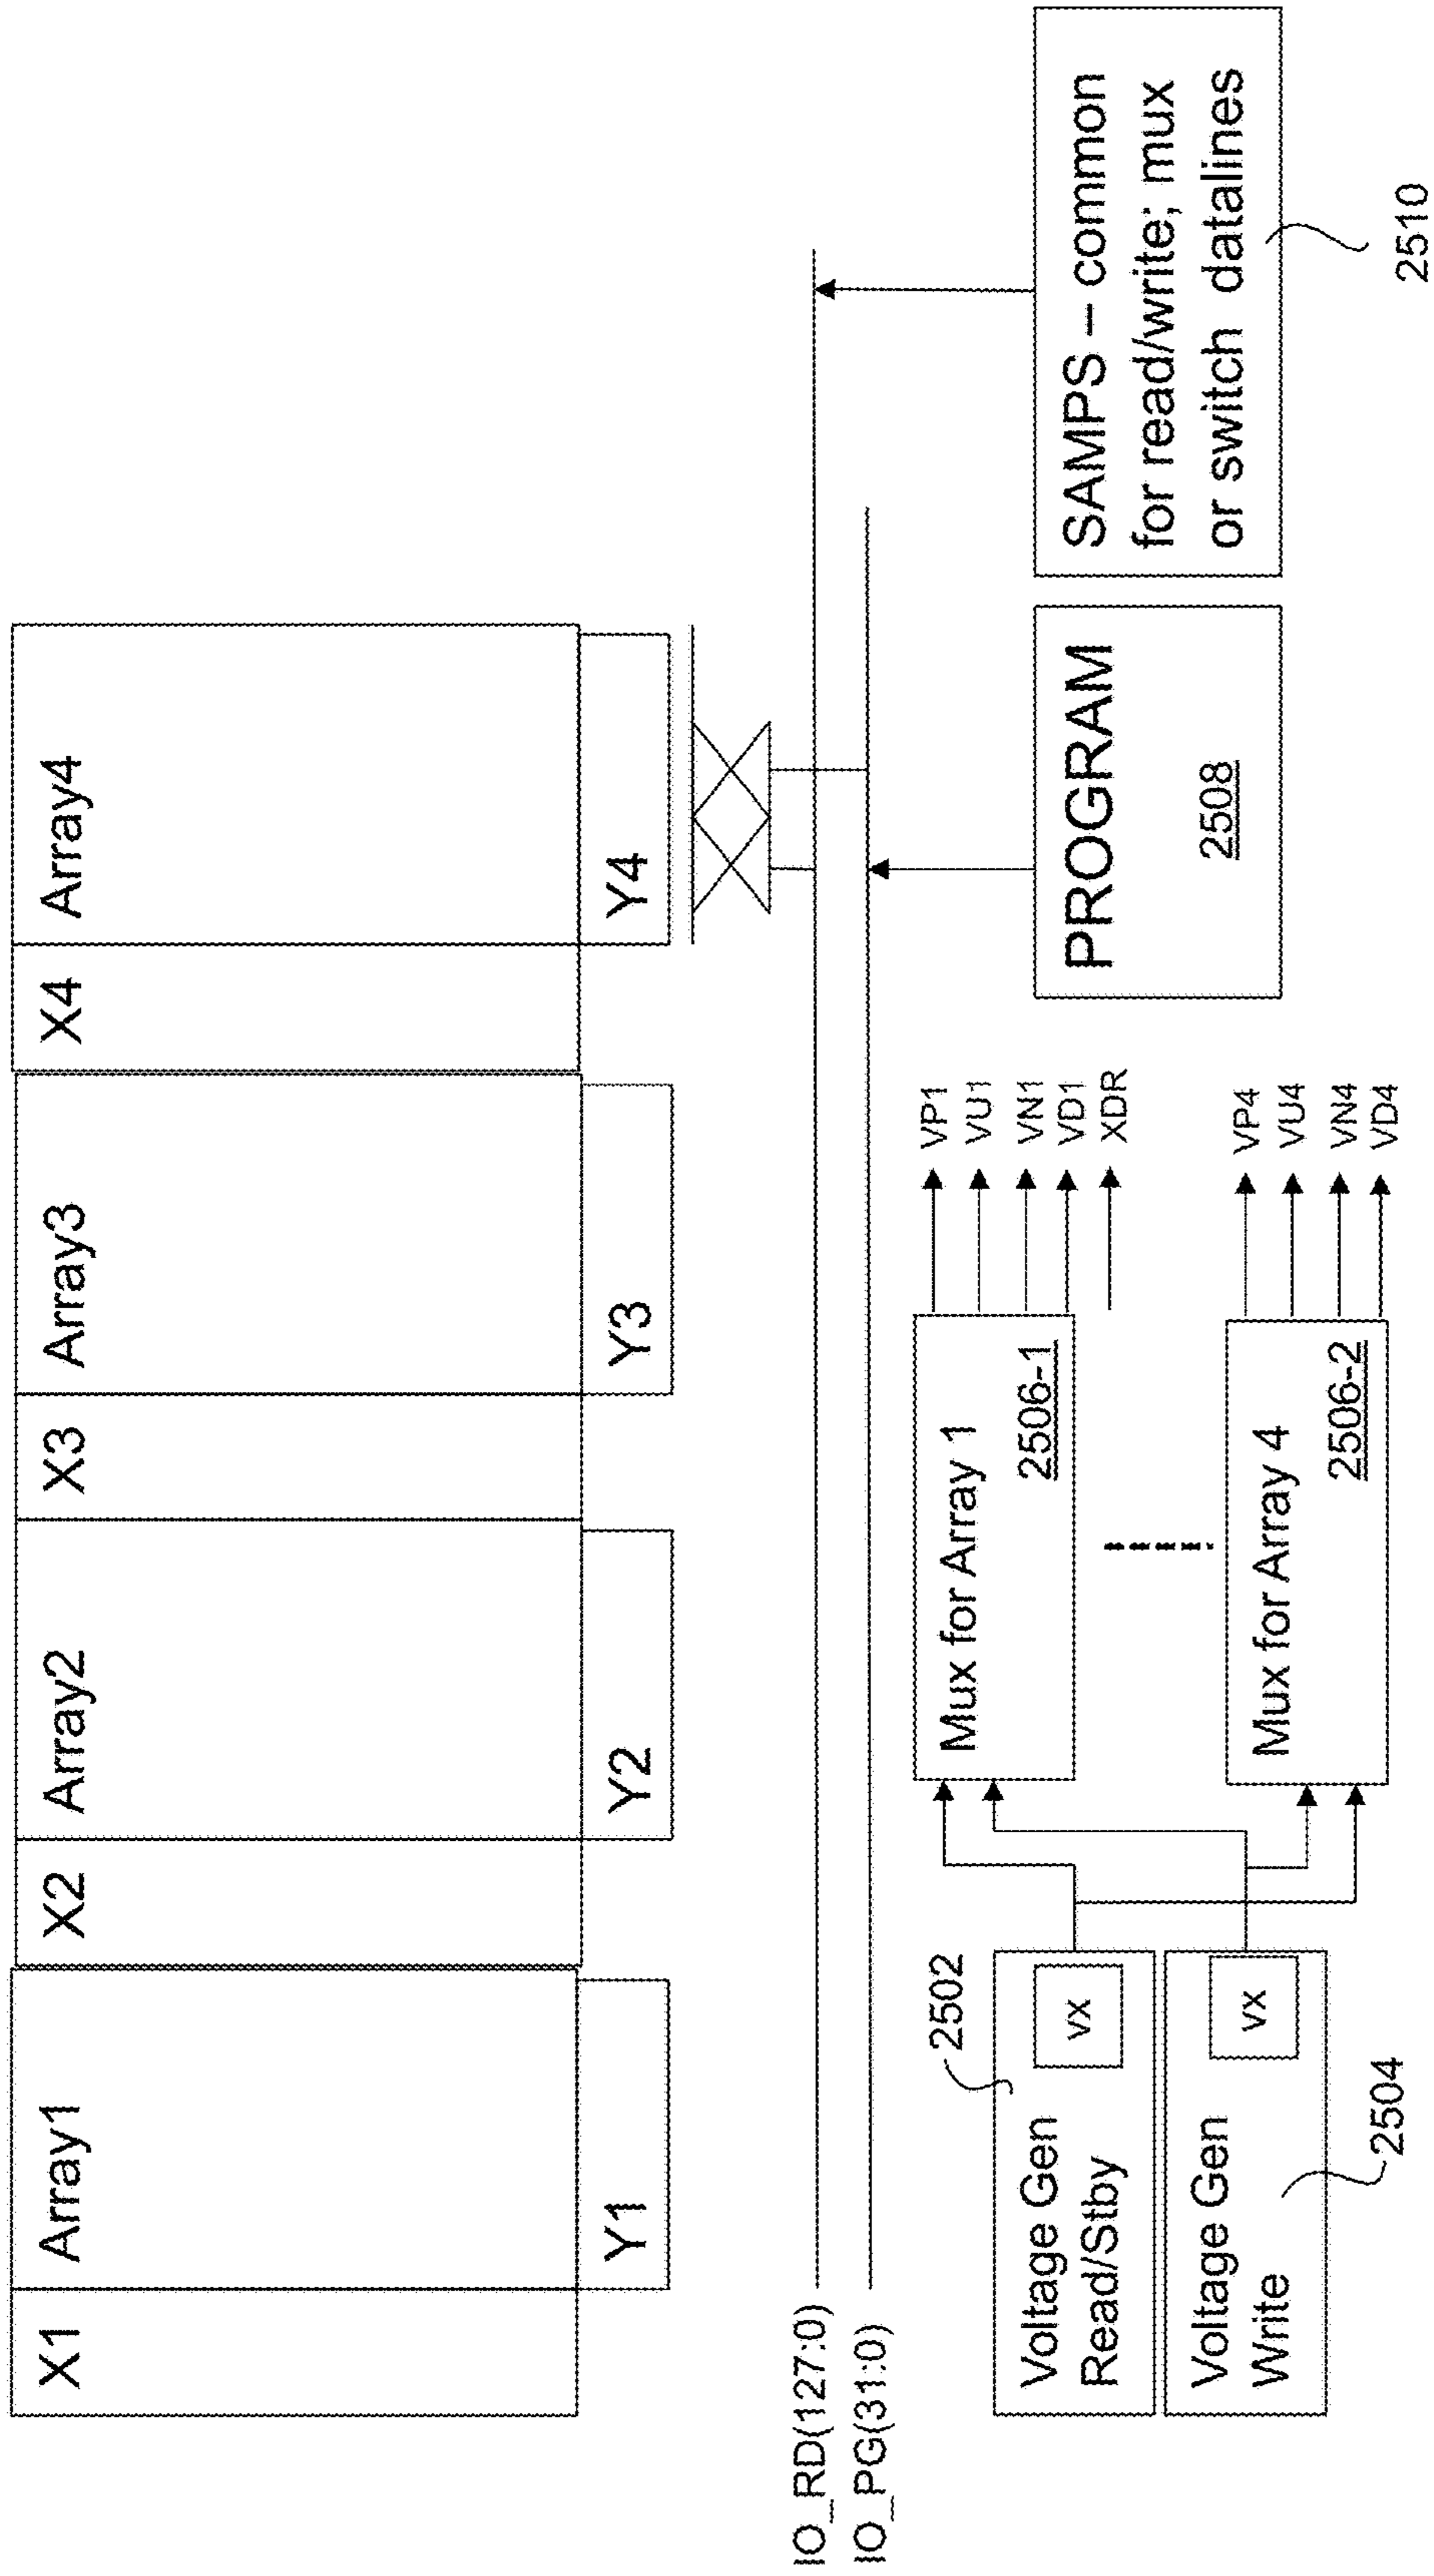 X1
Array1
X2
Array2
X3
Array3
X4
Array4
Y1
Y2
Y3
Y4
IO_RD(127:0)
IO_PG(31:0)
2502
Voltage Gen
Read/Stby
vx
Voltage Gen
Write
vx
2504
Mux for Array 1
2506-1
VP1
VU1
VN1
VD1
XDR
Mux for Array 4
2506-2
VP4
VU4
VN4
VD4
PROGRAM
2508
SAMPS – common
for read/write; mux
or switch datalines
2510